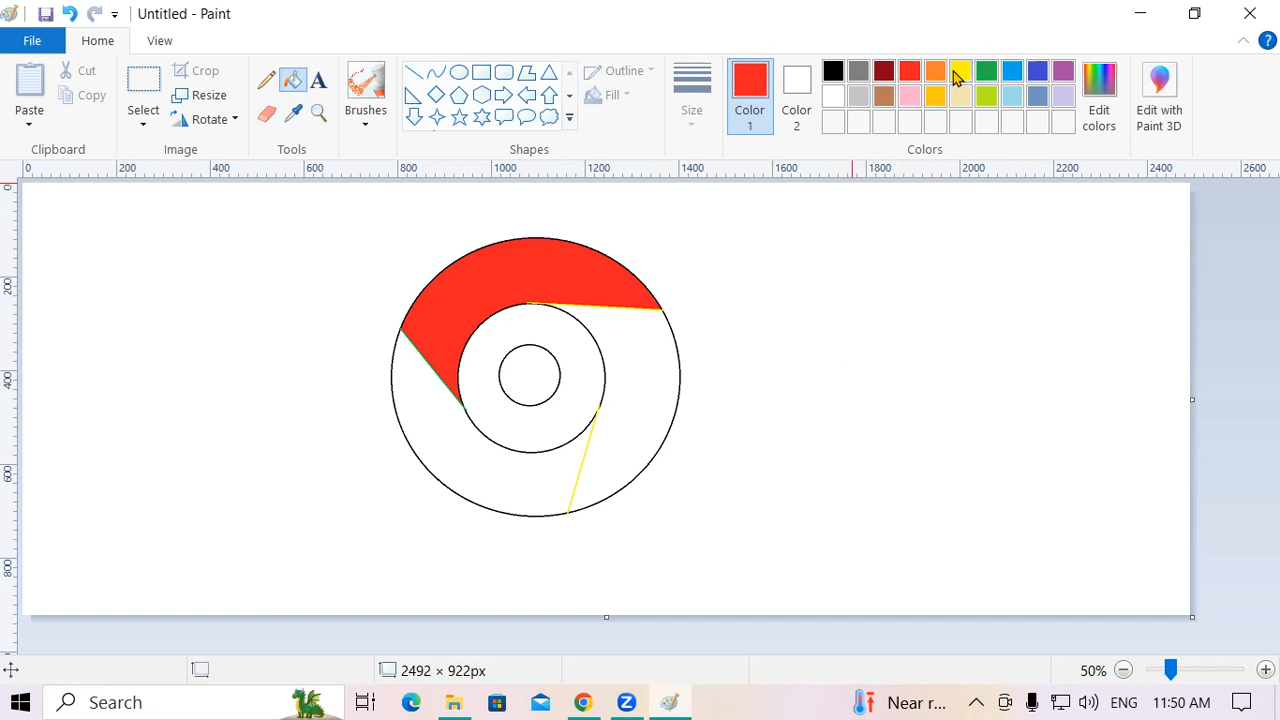 Untitled - Paint
File
Home
View
Paste
Cut
Copy
Clipboard
Select
Crop
Resize
Rotate
Image
A
Tools
Brushes
Outline
Fill
Shapes
Size
Color
1
Color
2
Colors
Edit
colors
Edit with
Paint 3D
0
200
400
600
800
1000
1200
1400
1600
1800
2000
2200
2400
2600
0
200
400
600
800
2492 × 922px
50%
Search
Near r...
ENG
11:50 AM